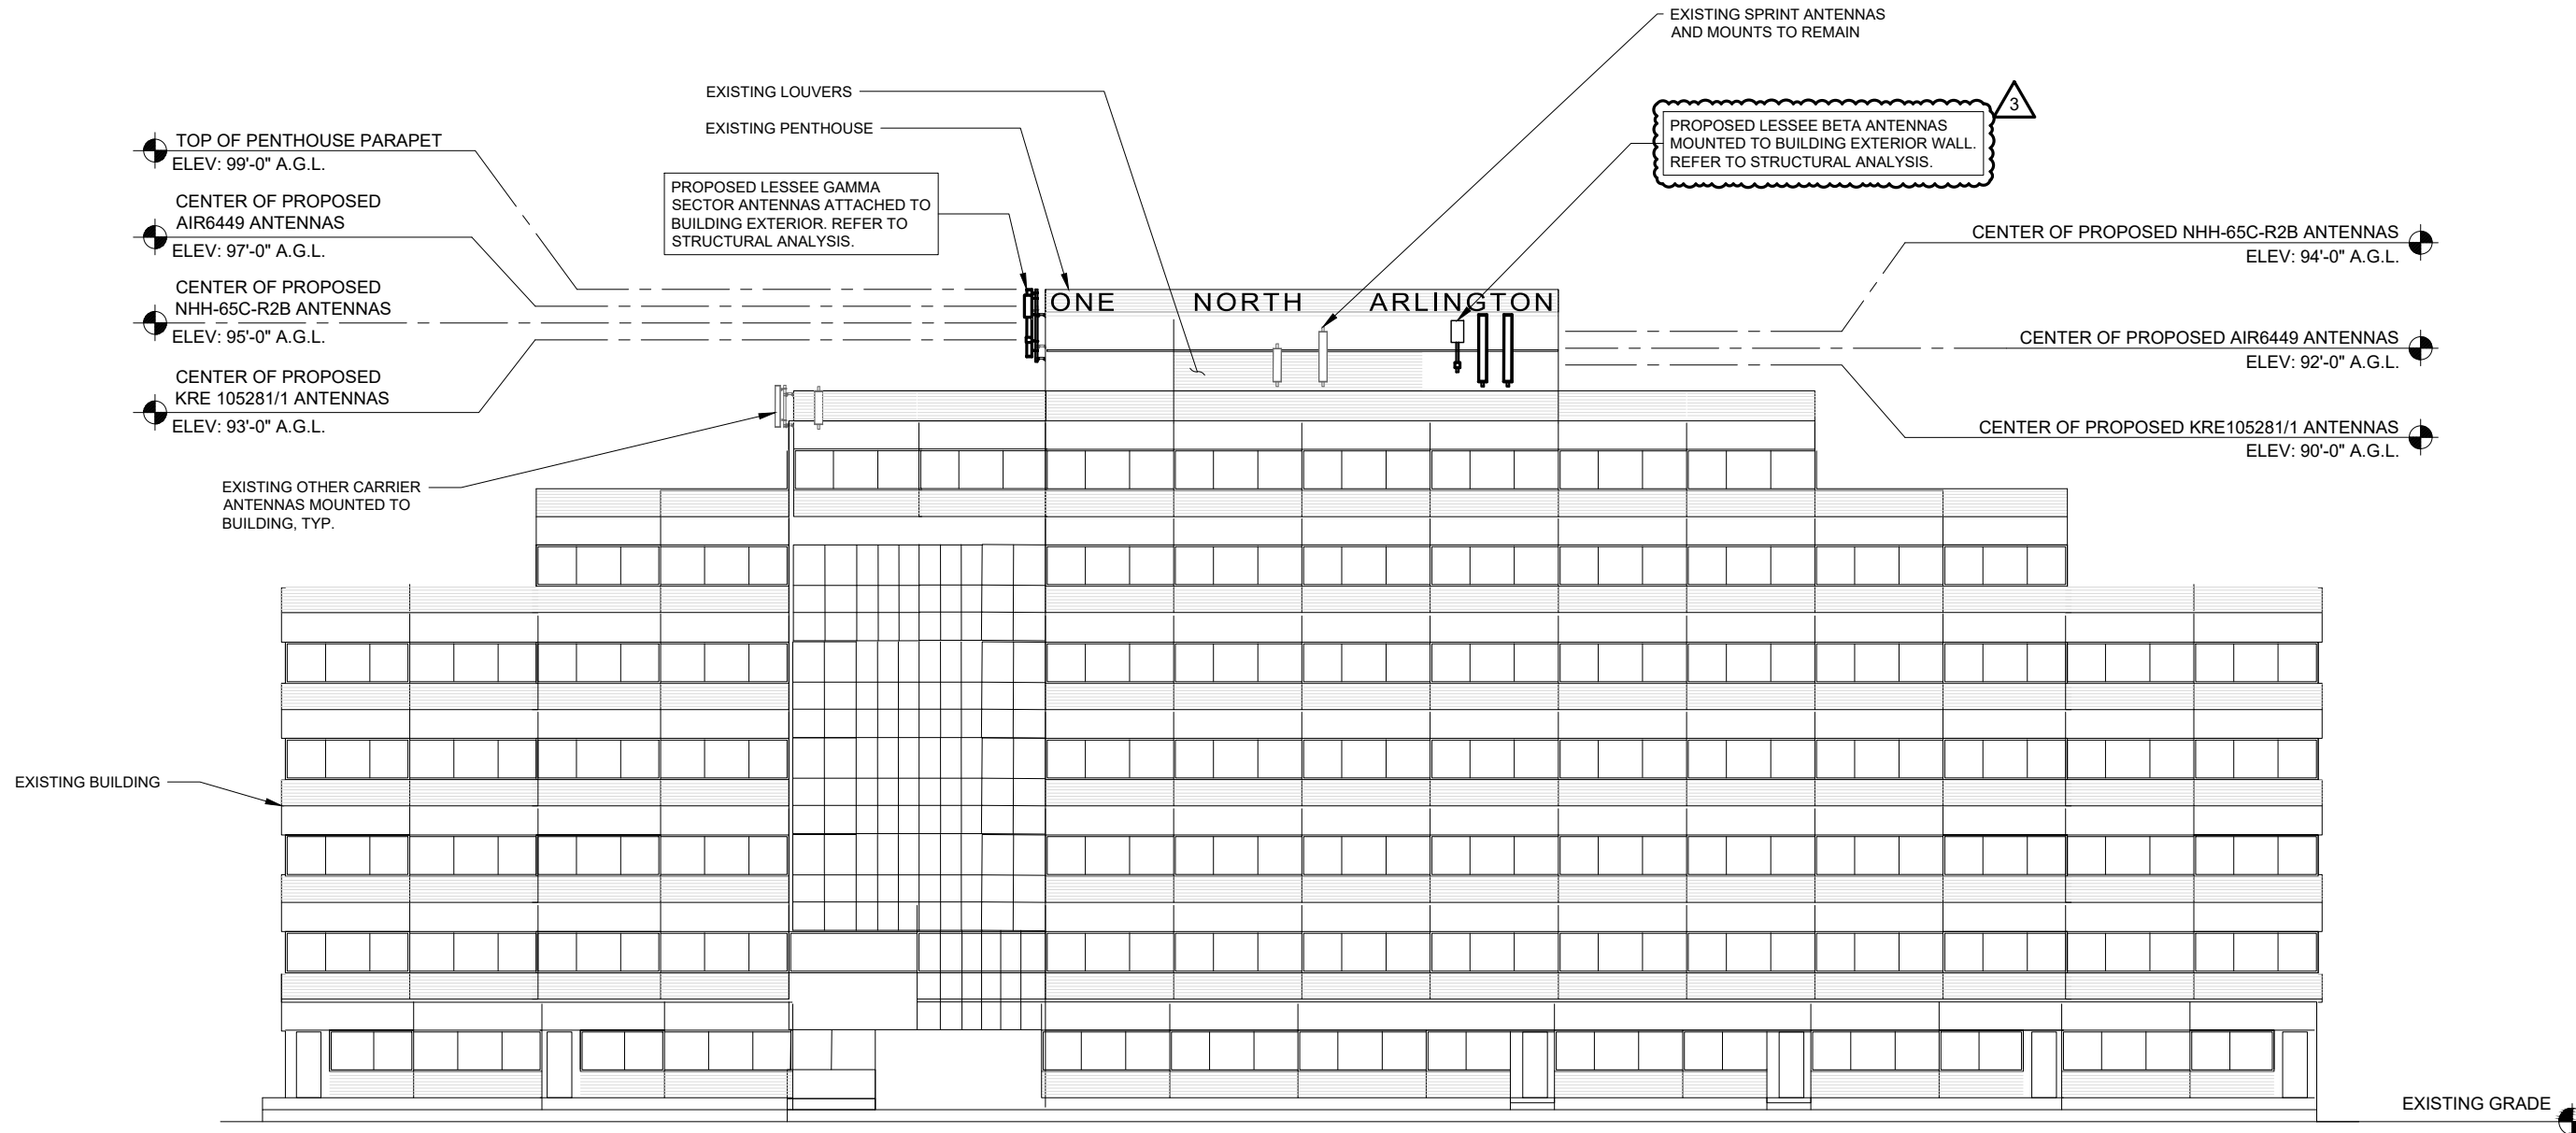 EXISTING SPRINT ANTENNAS
AND MOUNTS TO REMAIN
EXISTING LOUVERS
EXISTING PENTHOUSE
3
PROPOSED LESSEE BETA ANTENNAS
MOUNTED TO BUILDING EXTERIOR WALL.
REFER TO STRUCTURAL ANALYSIS.
TOP OF PENTHOUSE PARAPET
ELEV: 99'-0" A.G.L.
CENTER OF PROPOSED
AIR6449 ANTENNAS
ELEV: 97'-0" A.G.L.
CENTER OF PROPOSED
NHH-65C-R2B ANTENNAS
ELEV: 95'-0" A.G.L.
CENTER OF PROPOSED
KRE 105281/1 ANTENNAS
ELEV: 93'-0" A.G.L.
PROPOSED LESSEE GAMMA
SECTOR ANTENNAS ATTACHED TO
BUILDING EXTERIOR. REFER TO
STRUCTURAL ANALYSIS.
ONE NORTH ARLINGTON
CENTER OF PROPOSED NHH-65C-R2B ANTENNAS
ELEV: 94'-0" A.G.L.
CENTER OF PROPOSED AIR6449 ANTENNAS
ELEV: 92'-0" A.G.L.
CENTER OF PROPOSED KRE105281/1 ANTENNAS
ELEV: 90'-0" A.G.L.
EXISTING OTHER CARRIER
ANTENNAS MOUNTED TO
BUILDING, TYP.
EXISTING BUILDING
EXISTING GRADE